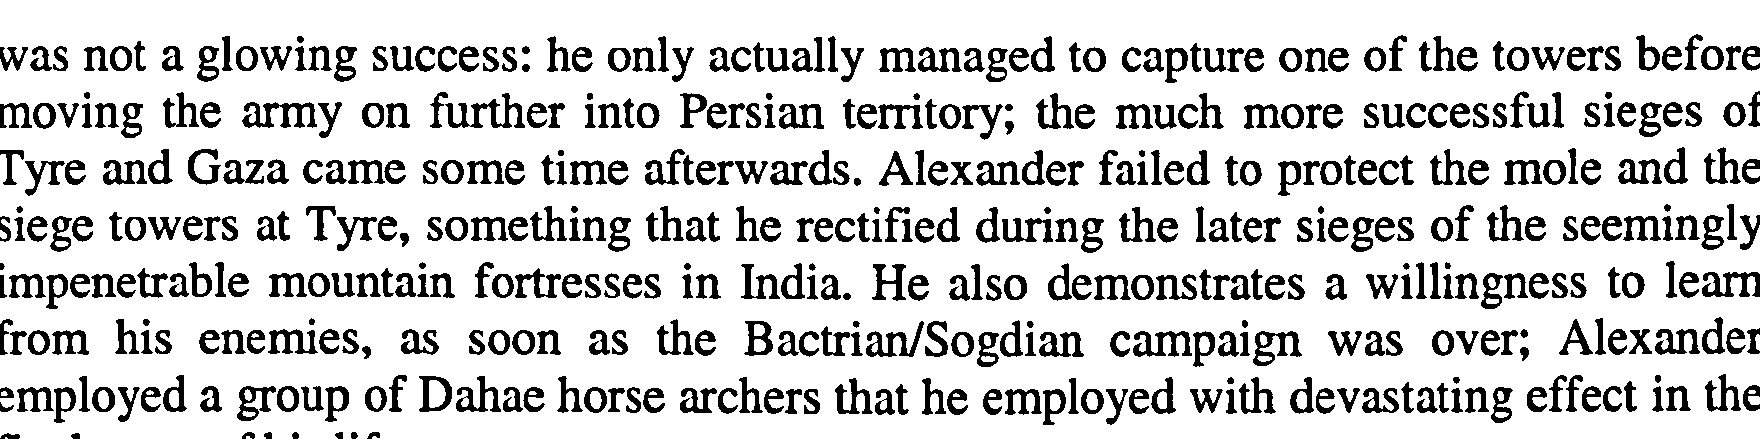 was not a glowing success: he only actually managed to capture one of the towers before
moving the army on further into Persian territory; the much more successful sieges of
Tyre and Gaza came some time afterwards. Alexander failed to protect the mole and the
siege towers at Tyre, something that he rectified during the later sieges of the seemingly
impenetrable mountain fortresses in India. He also demonstrates a willingness to learn
from his enemies, as soon as the Bactrian/Sogdian campaign was over; Alexander
employed a group of Dahae horse archers that he employed with devastating effect in the